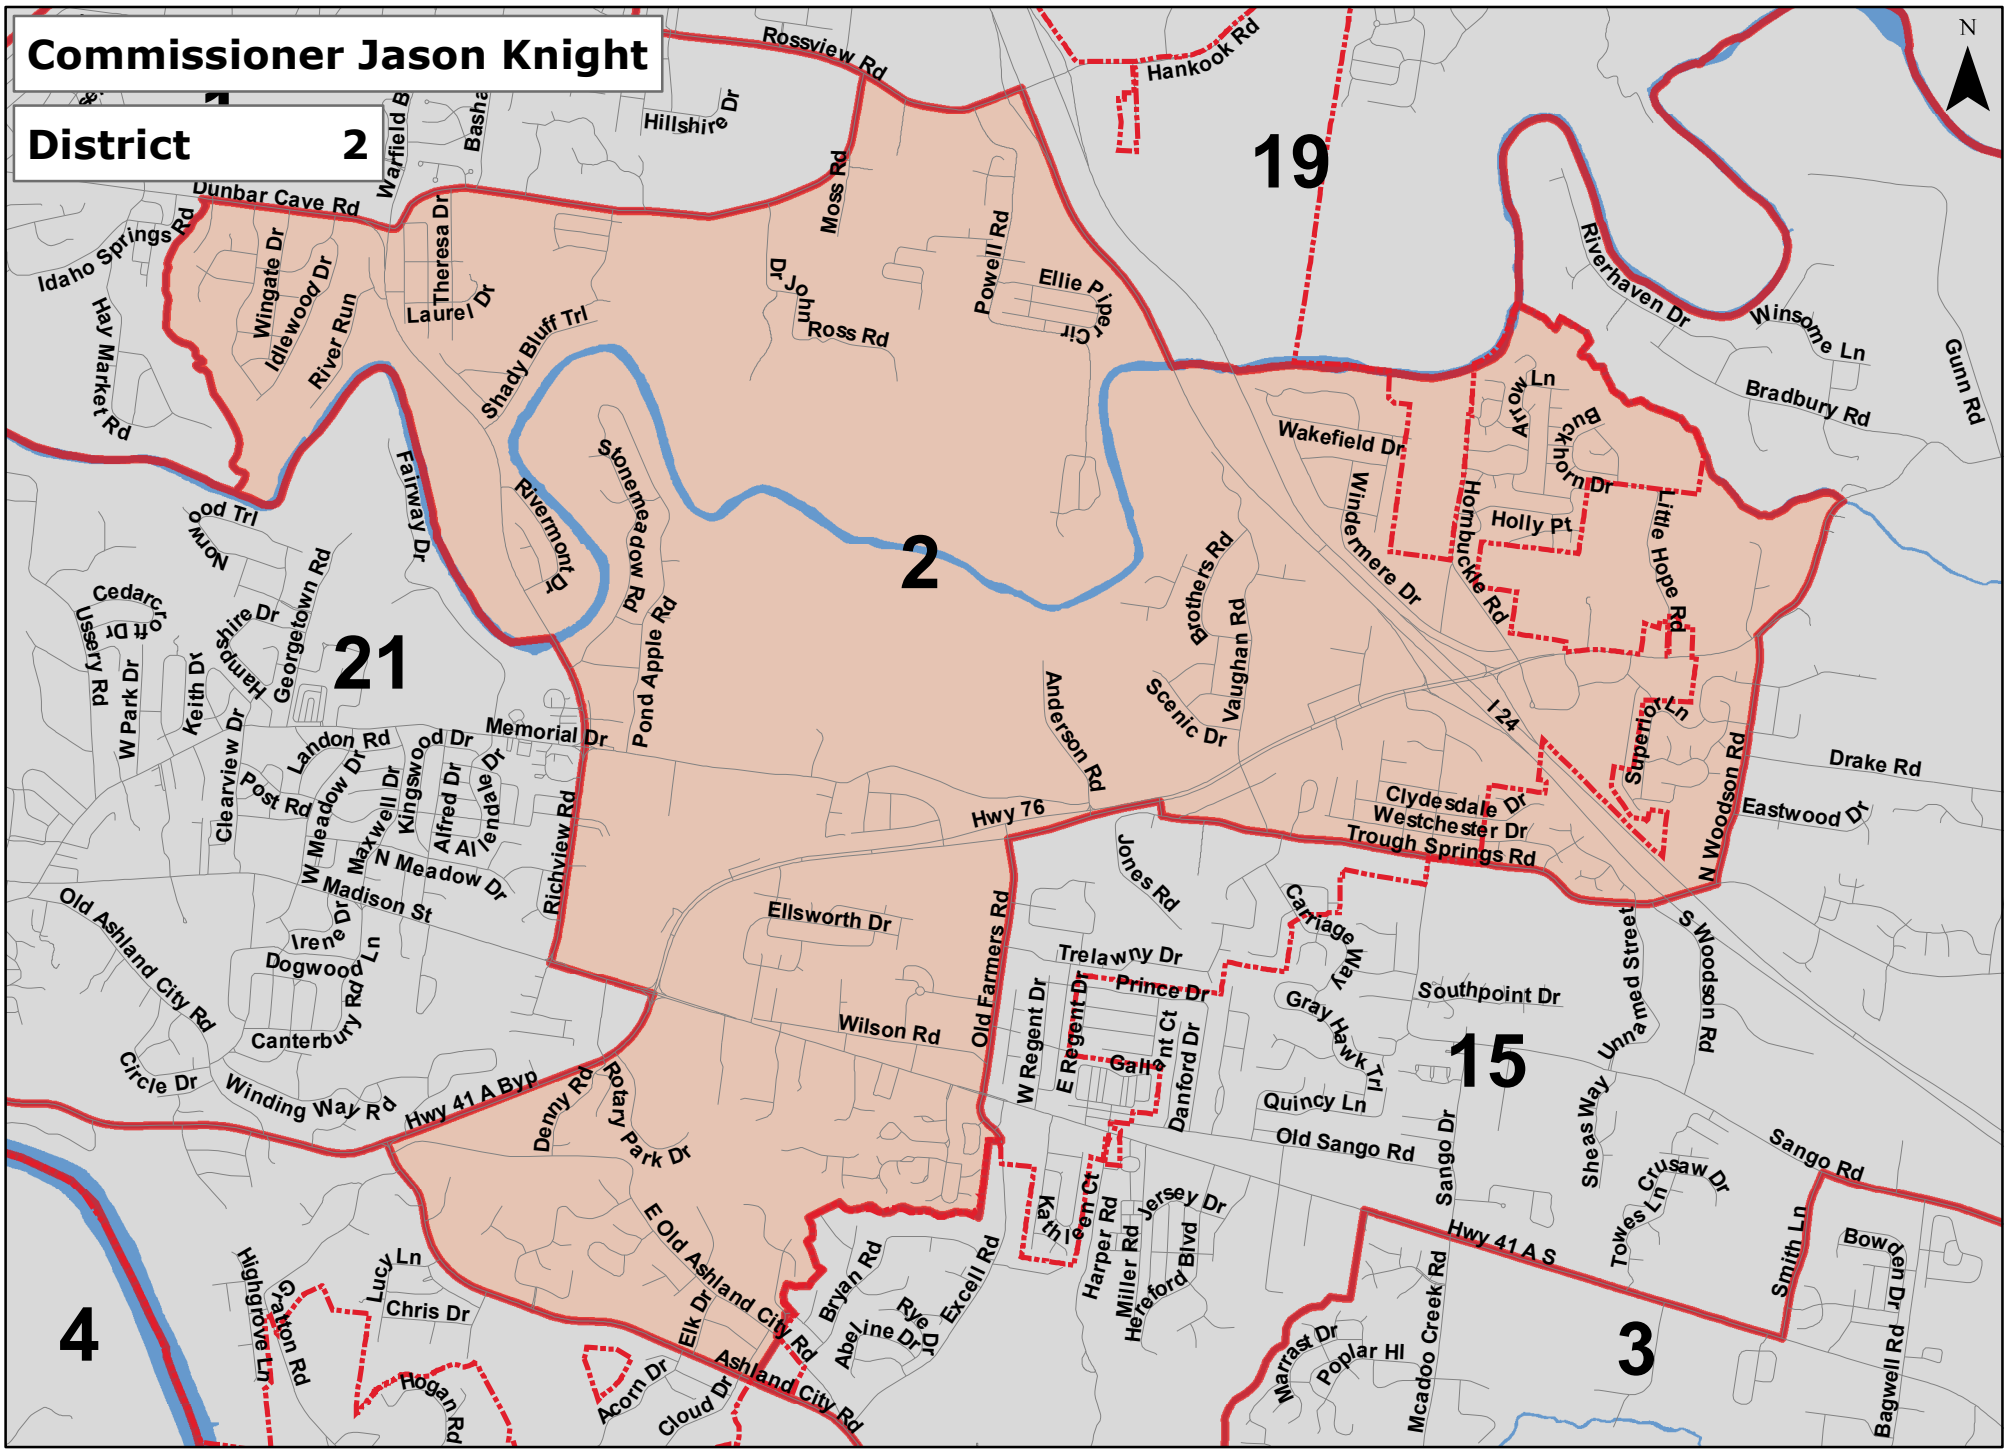 Commissioner Jason Knight
District 2
N
1
Rossview Rd
Hankook Rd
Hillshire Dr
Warfield B
Basha
19
Dunbar Cave Rd
Idaho Springs Rd
Moss Rd
Theresa Dr
Wingate Dr
Idlewood Dr
River Run
Laurel Dr
Shady Bluff Trl
Hay Market Rd
Dr John
Ross Rd
Powell Rd
Ellie Piper Cir
Riverhaven Dr
Winsome Ln
Gunn Rd
Bradbury Rd
Arrow Ln
Buckhorn Dr
Wakefield Dr
Windermere Dr
Hornbuckle Rd
Holly Pt
Little Hope Rd
Fairway Dr
Norwood Trl
Stonemeadow Rd
Rivermont Dr
2
Brothers Rd
Vaughan Rd
Scenic Dr
Anderson Rd
Cedarcroft Dr
Ussery Rd
W Park Dr
Keith Dr
Hampshire Dr
Georgetown Rd
21
Pond Apple Rd
Memorial Dr
I 24
Superior Ln
N Woodson Rd
Drake Rd
Eastwood Dr
Clearview Dr
Landon Rd
Post Rd
W Meadow Dr
Maxwell Dr
Kingswood Dr
Alfred Dr
Allendale Dr
N Meadow Dr
Richview Rd
Madison St
Hwy 76
Clydesdale Dr
Westchester Dr
Trough Springs Rd
Jones Rd
Old Ashland City Rd
Irene Dr
Dogwood Ln
Canterbury Rd
Circle Dr
Winding Way Rd
Hwy 41 A Byp
Ellsworth Dr
Wilson Rd
Old Farmers Rd
Trelawny Dr
Prince Dr
W Regent Dr
E Regent Dr
Gallant Ct
Danford Dr
Carriage Way
Gray Hawk Trl
Southpoint Dr
Unnamed Street
S Woodson Rd
15
Quincy Ln
Old Sango Rd
Sango Dr
Sheas Way
Crusaw Dr
Towes Ln
Sango Rd
Smith Ln
Denny Rd
Rotary Park Dr
E Old Ashland City Rd
Elk Dr
Ashland City Rd
Bryan Rd
Rye Dr
Abeline Dr
Excell Rd
Kathleen Ct
Harper Rd
Miller Rd
Jersey Dr
Hereford Blvd
Hwy 41 A S
Marrast Dr
Poplar Hl
Mcadoo Creek Rd
3
Bowden Dr
Bagwell Rd
4
Highgrove Ln
Gratton Rd
Lucy Ln
Chris Dr
Hogan Rd
Acorn Dr
Cloud Dr